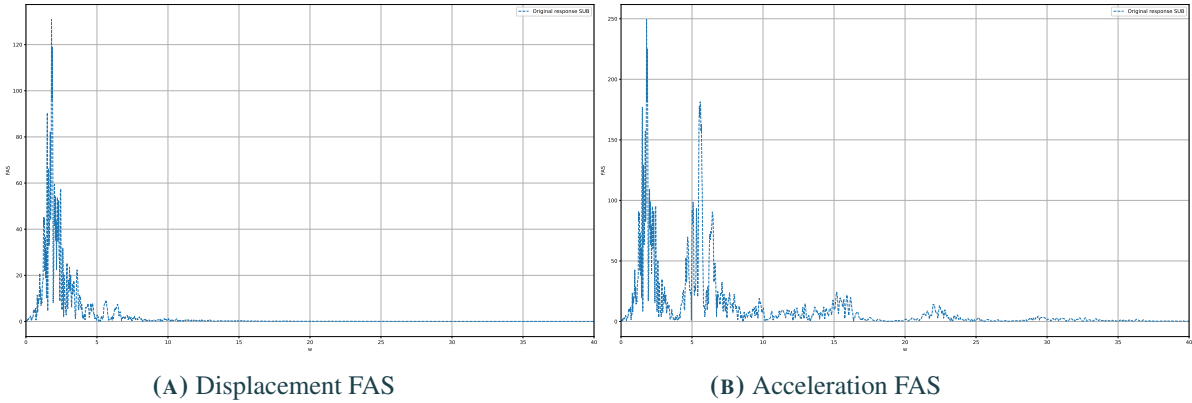 Original response SUB
120
100
80
60
40
20
0
FAS
0 5 10 15 20 25 30 35 40
w
Original response SUB
250
200
150
100
50
0
FAS
0 5 10 15 20 25 30 35 40
w
(A) Displacement FAS
(B) Acceleration FAS